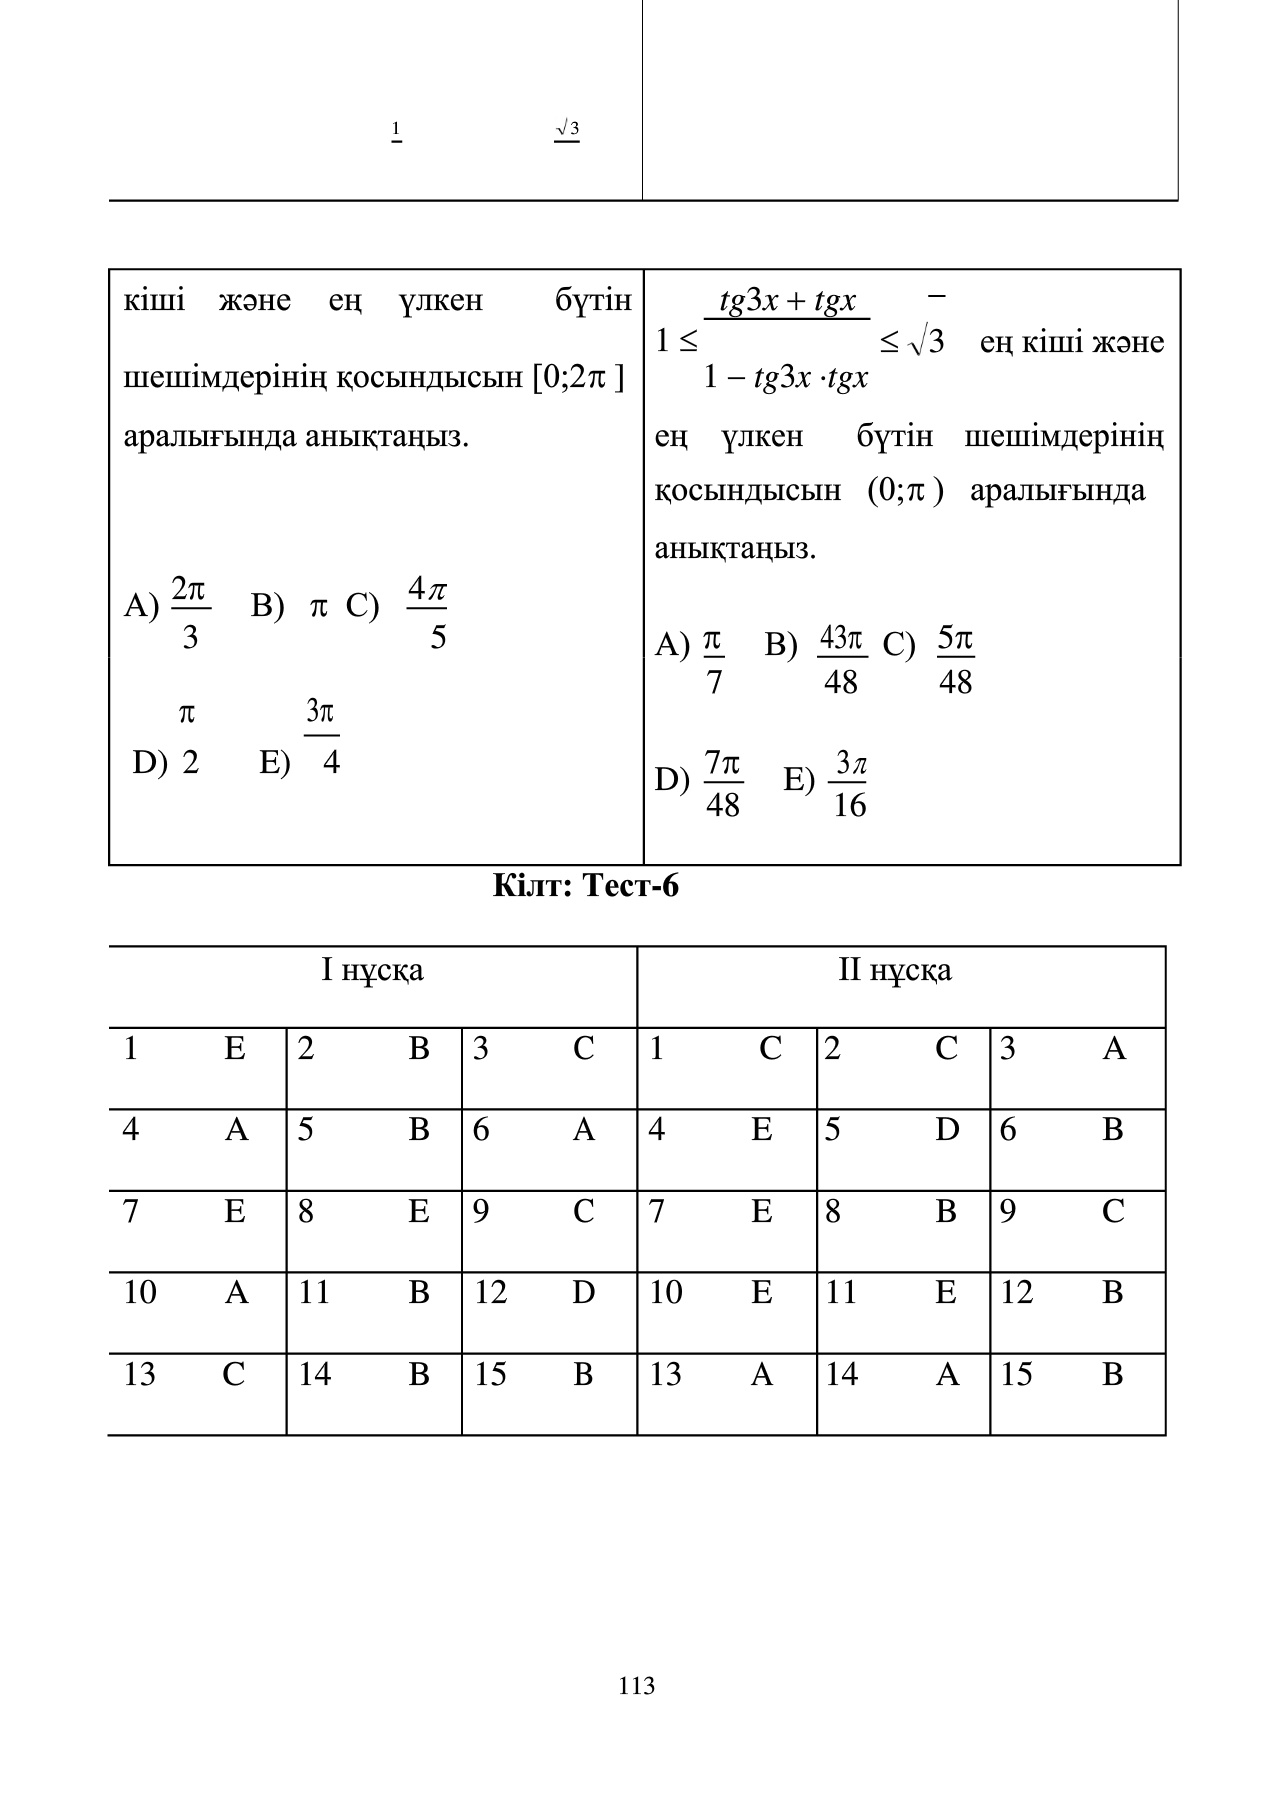 1 √3
кіші және ең үлкен бүтін
шешімдерінің қосындысын [0;2π ]
аралығында анықтаңыз.
A) 2π/3 B) π C) 4π/5
D) π 2 E) 3π/4
1 ≤ (tg3x + tgx)/(1 − tg3x ·tgx) ≤ √3 ең кіші және
ең үлкен бүтін шешімдерінің
қосындысын (0;π ) аралығында
анықтаңыз.
A) π/7 B) 43π/48 C) 5π/48
D) 7π/48 E) 3π/16
Кілт: Тест-6
I нұсқа II нұсқа
1 E 2 B 3 C 1 C 2 C 3 A
4 A 5 B 6 A 4 E 5 D 6 B
7 E 8 E 9 C 7 E 8 B 9 C
10 A 11 B 12 D 10 E 11 E 12 B
13 C 14 B 15 B 13 A 14 A 15 B
113